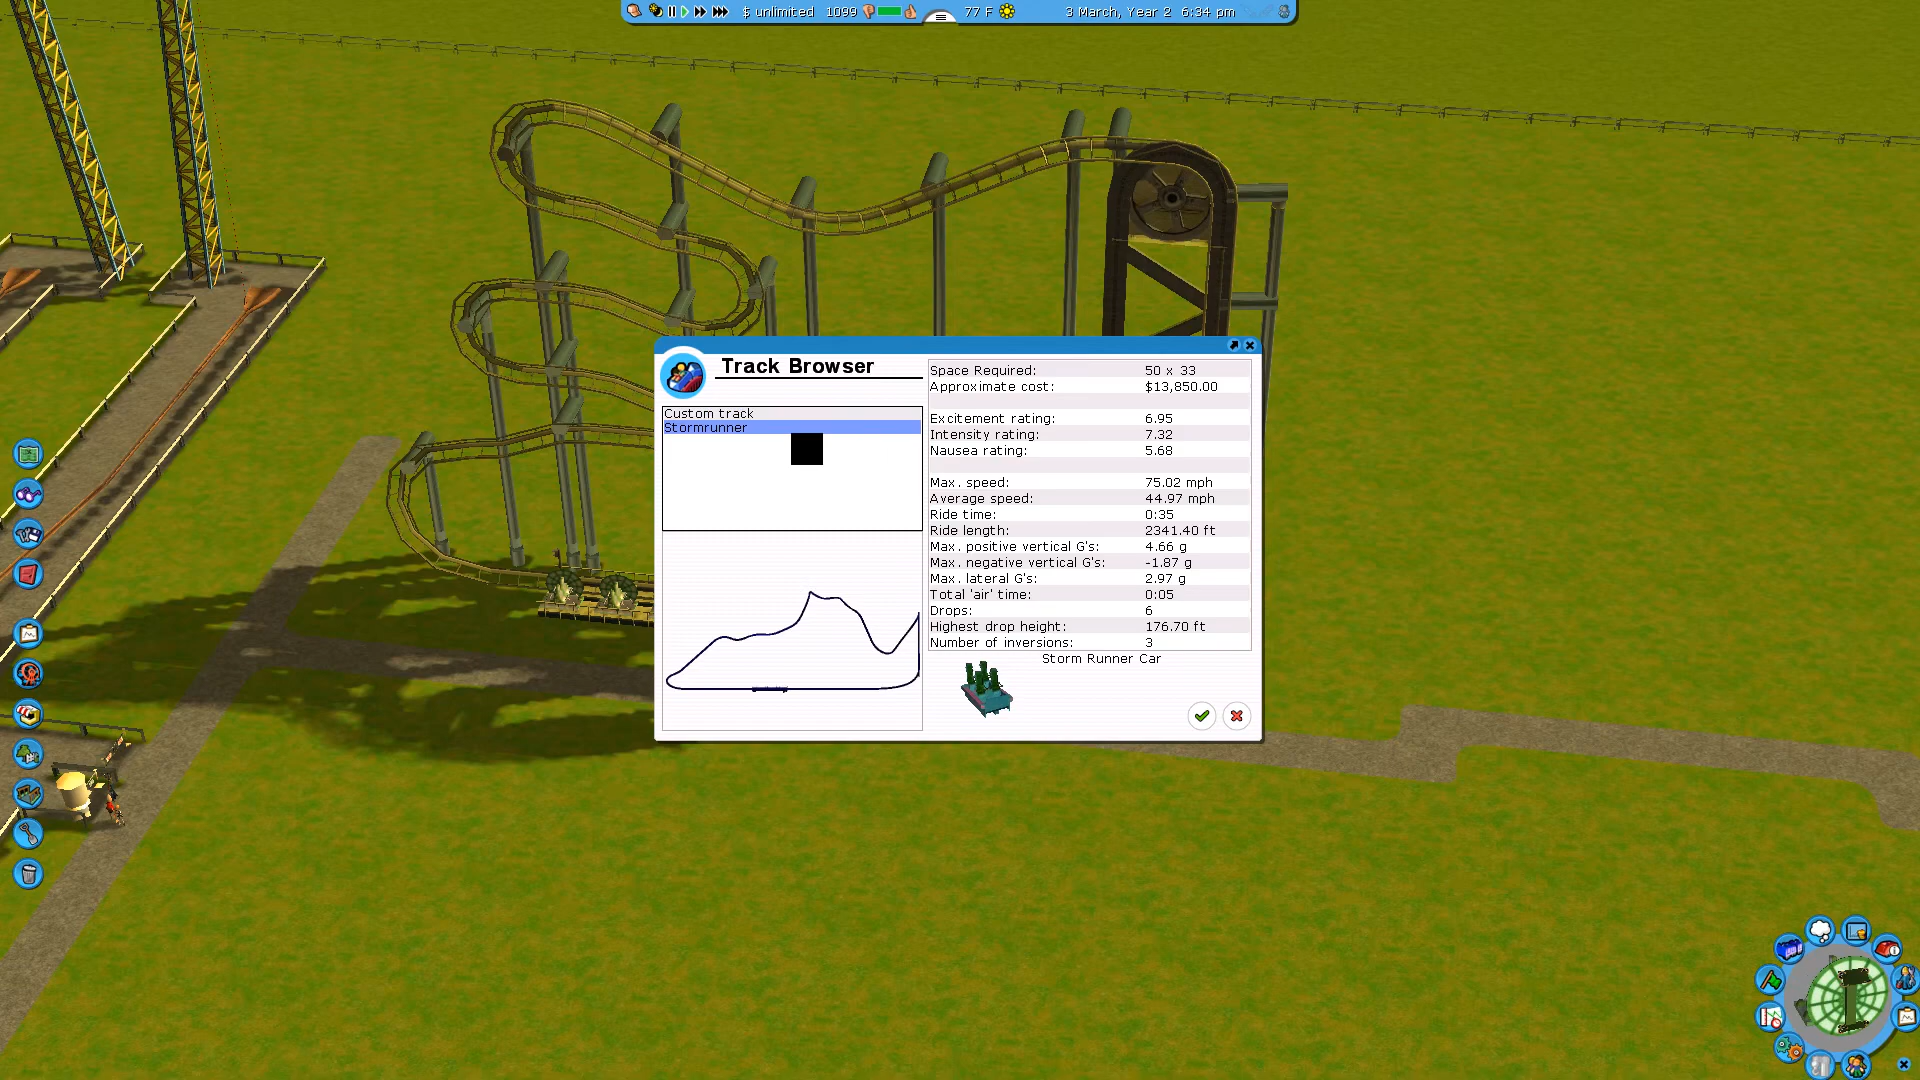 $ unlimited 1099 77 F 3 March, Year 2 6:34 pm
Track Browser
Custom track
Stormrunner
Space Required: 50 x 33
Approximate cost: $13,850.00
Excitement rating: 6.95
Intensity rating: 7.32
Nausea rating: 5.68
Max. speed: 75.02 mph
Average speed: 44.97 mph
Ride time: 0:35
Ride length: 2341.40 ft
Max. positive vertical G's: 4.66 g
Max. negative vertical G's: -1.87 g
Max. lateral G's: 2.97 g
Total 'air' time: 0:05
Drops: 6
Highest drop height: 176.70 ft
Number of inversions: 3
Storm Runner Car